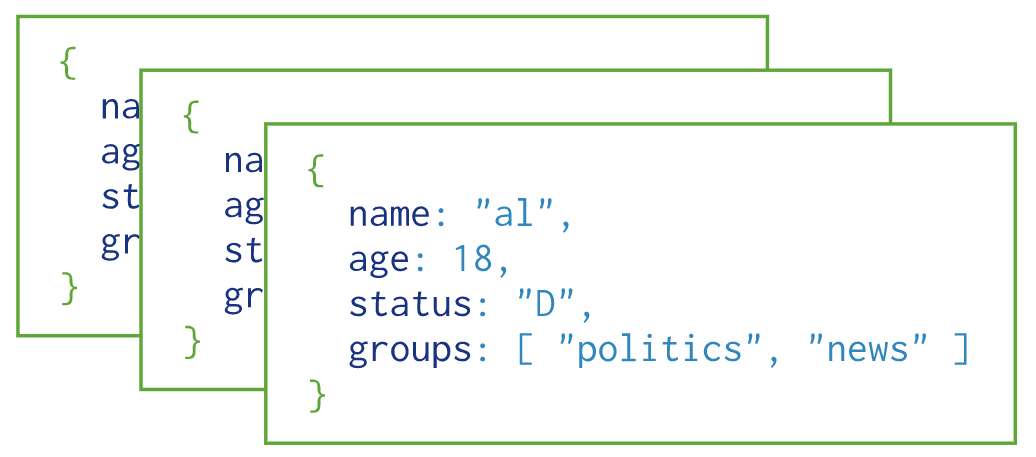 {
na
ag
st
gr
}
{
na
ag
st
gr
}
{
name: "al",
age: 18,
status: "D",
groups: [ "politics", "news" ]
}